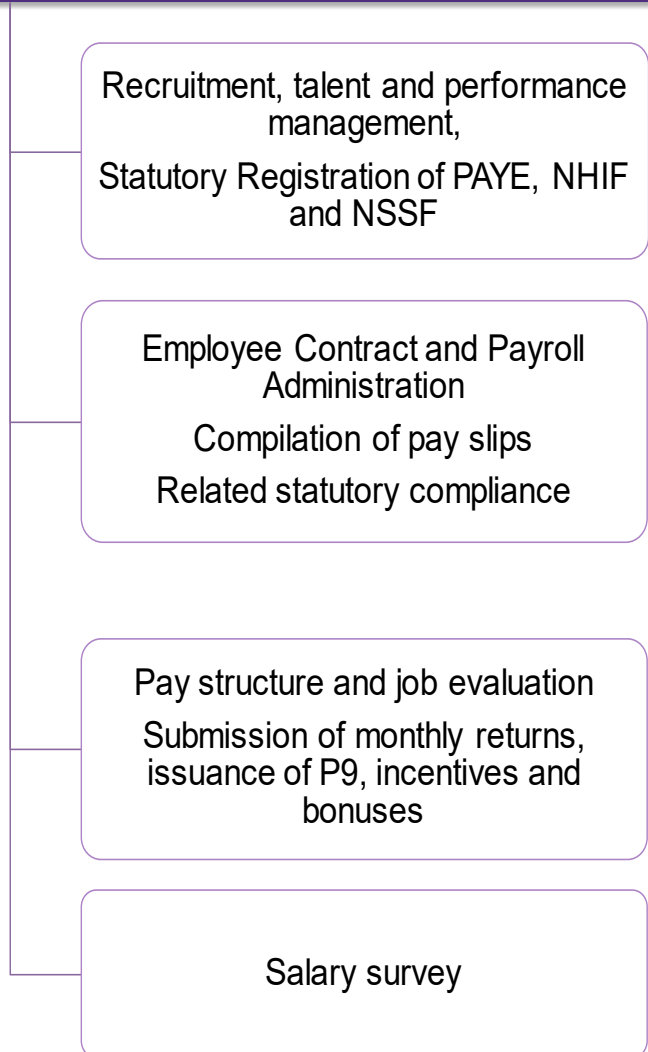 Recruitment, talent and performance
management,
Statutory Registration of PAYE, NHIF
and NSSF
Employee Contract and Payroll
Administration
Compilation of pay slips
Related statutory compliance
Pay structure and job evaluation
Submission of monthly returns,
issuance of P9, incentives and
bonuses
Salary survey